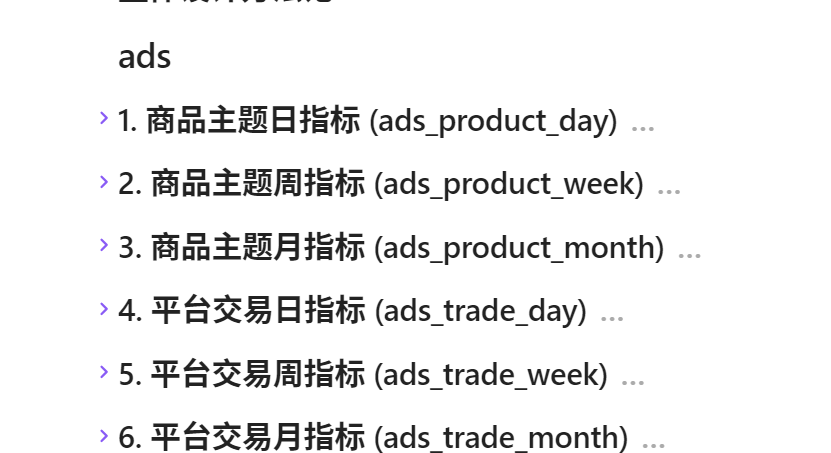 ads
1. 商品主题日指标 (ads_product_day) ...
2. 商品主题周指标 (ads_product_week) ...
3. 商品主题月指标 (ads_product_month) ...
4. 平台交易日指标 (ads_trade_day) ...
5. 平台交易周指标 (ads_trade_week) ...
6. 平台交易月指标 (ads_trade_month) ...